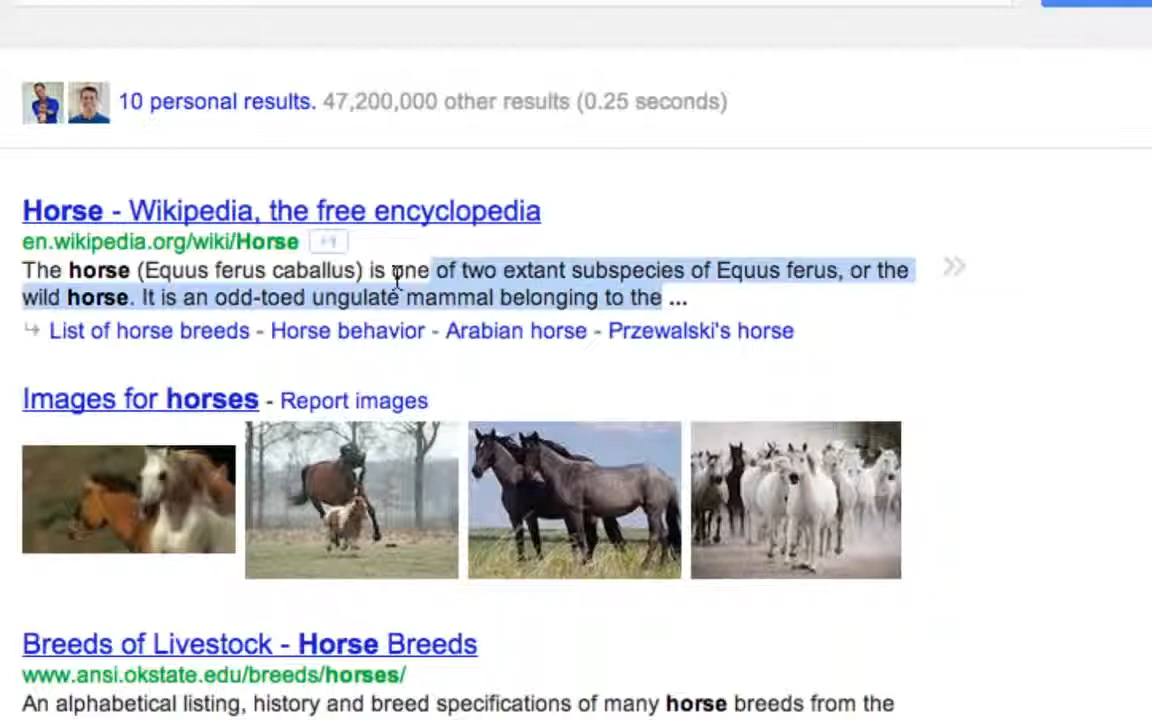 10 personal results. 47,200,000 other results (0.25 seconds)
Horse - Wikipedia, the free encyclopedia
en.wikipedia.org/wiki/Horse +1
The horse (Equus ferus caballus) is one of two extant subspecies of Equus ferus, or the
wild horse. It is an odd-toed ungulate mammal belonging to the ...
List of horse breeds - Horse behavior - Arabian horse - Przewalski's horse
Images for horses - Report images
Breeds of Livestock - Horse Breeds
www.ansi.okstate.edu/breeds/horses/
An alphabetical listing, history and breed specifications of many horse breeds from the